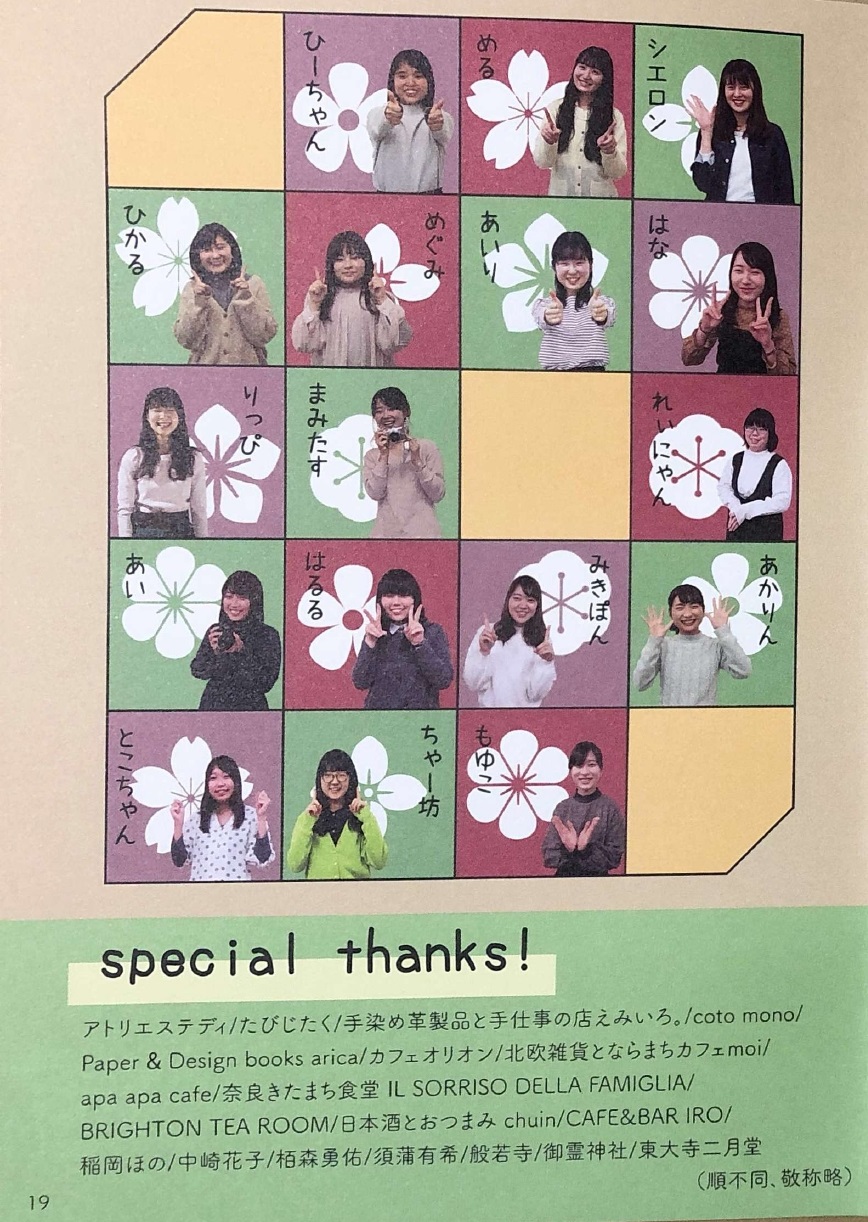 ひーちゃん
める
シエロン
ひかる
めぐみ
あいり
はな
りっぴ
まみたす
れいにゃん
あい
はるる
みきぽん
あかりん
とこちゃん
ちゃー坊
もゆこ
special thanks!
アトリエステディ/たびじたく/手染め革製品と手仕事の店えみいろ。/coto mono/
Paper & Design books arica/カフェオリオン/北欧雑貨とならまちカフェmoi/
apa apa cafe/奈良きたまち食堂 IL SORRISO DELLA FAMIGLIA/
BRIGHTON TEA ROOM/日本酒とおつまみ chuin/CAFE&BAR IRO/
稲岡ほの/中崎花子/栢森勇佑/須蒲有希/般若寺/御霊神社/東大寺二月堂
(順不同、敬称略)
19